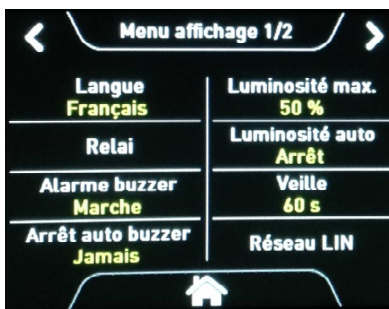 Menu affichage 1/2
Langue
Français
Relai
Alarme buzzer
Marche
Arrêt auto buzzer
Jamais
Luminosité max.
50 %
Luminosité auto
Arrêt
Veille
60 s
Réseau LIN